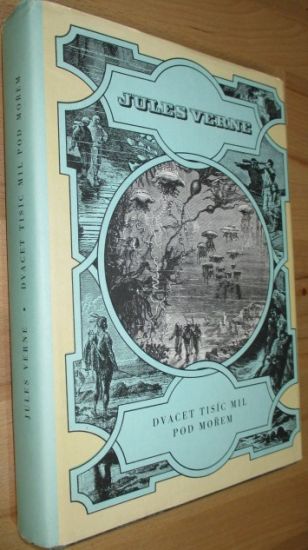 JULES VERNE
DVACET TISÍC MIL
POD MOŘEM
JULES VERNE • DVACET TISÍC MIL POD MOŘEM